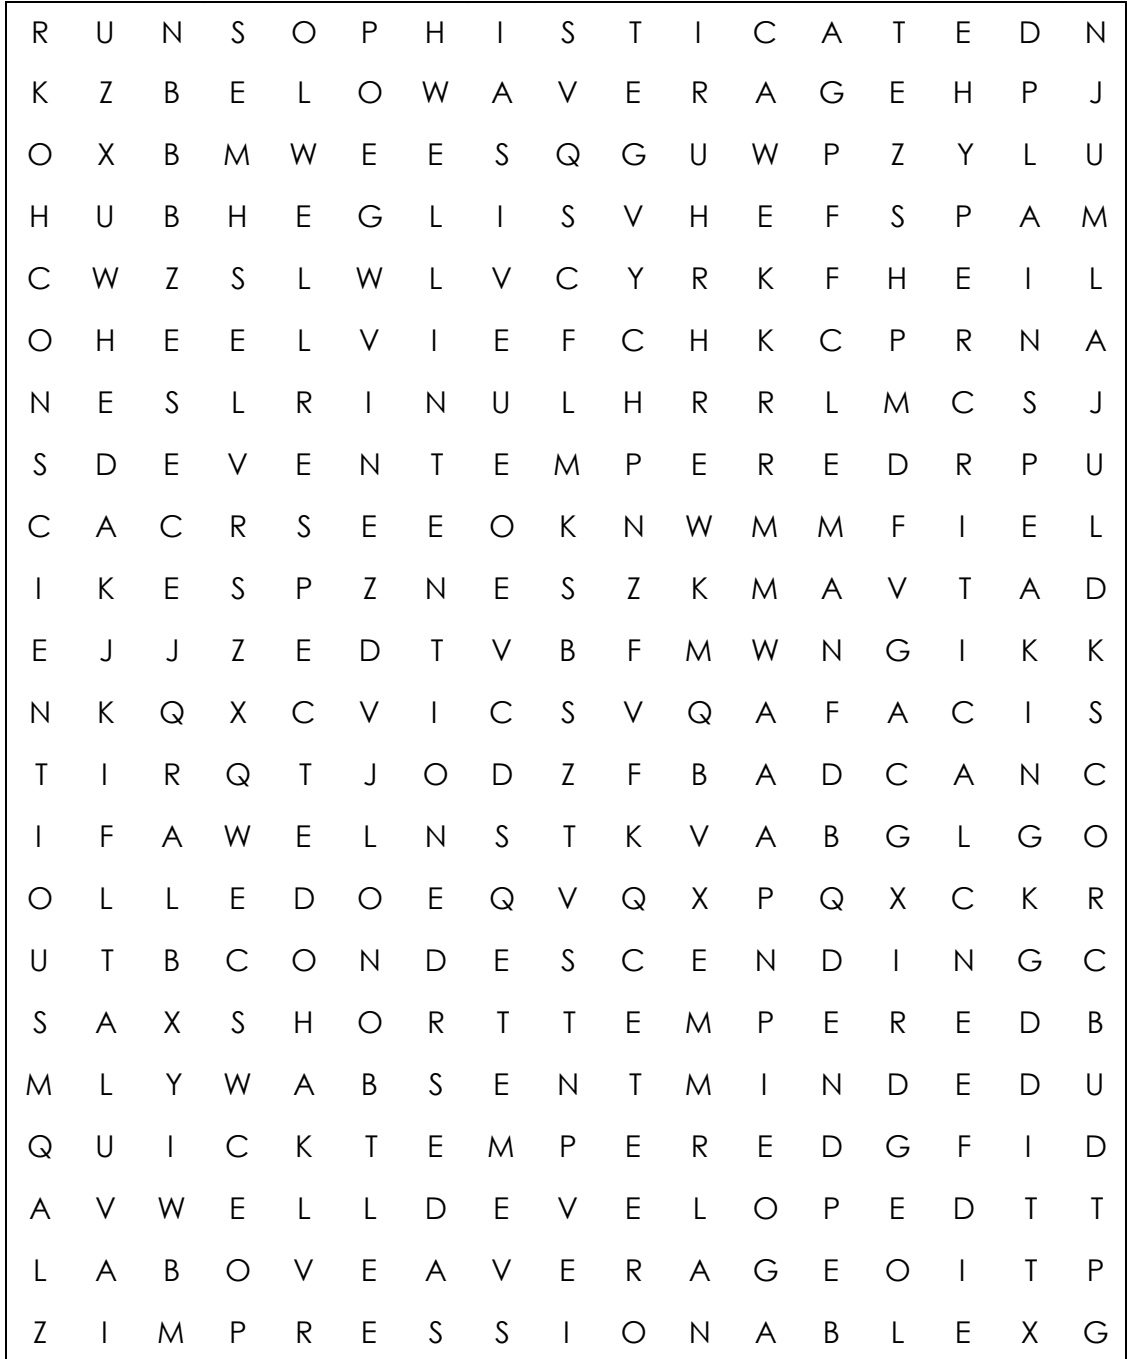 R U N S O P H I S T I C A T E D N
K Z B E L O W A V E R A G E H P J
O X B M W E E S Q G U W P Z Y L U
H U B H E G L I S V H E F S P A M
C W Z S L W L V C Y R K F H E I L
O H E E L V I E F C H K C P R N A
N E S L R I N U L H R R L M C S J
S D E V E N T E M P E R E D R P U
C A C R S E E O K N W M M F I E L
I K E S P Z N E S Z K M A V T A D
E J J Z E D T V B F M W N G I K K
N K Q X C V I C S V Q A F A C I S
T I R Q T J O D Z F B A D C A N C
I F A W E L N S T K V A B G L G O
O L L E D O E Q V Q X P Q X C K R
U T B C O N D E S C E N D I N G C
S A X S H O R T T E M P E R E D B
M L Y W A B S E N T M I N D E D U
Q U I C K T E M P E R E D G F I D
A V W E L L D E V E L O P E D T T
L A B O V E A V E R A G E O I T P
Z I M P R E S S I O N A B L E X G